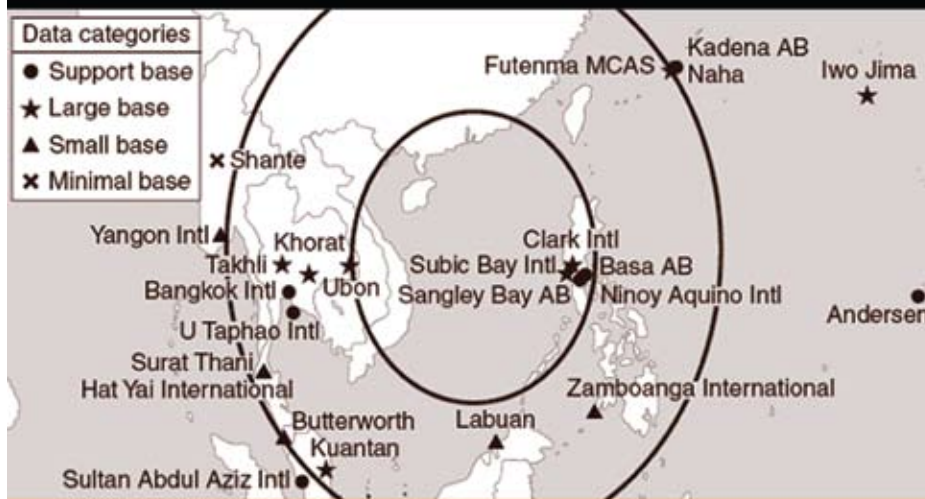 Data categories
Support base
Large base
Small base
Minimal base
Futenma MCAS
Kadena AB
Naha
Iwo Jima
Shante
Yangon Intl
Khorat
Takhli
Ubon
Bangkok Intl
U Taphao Intl
Clark Intl
Subic Bay Intl
Basa AB
Sangley Bay AB
Ninoy Aquino Intl
Andersen
Surat Thani
Hat Yai International
Zamboanga International
Butterworth
Labuan
Kuantan
Sultan Abdul Aziz Intl